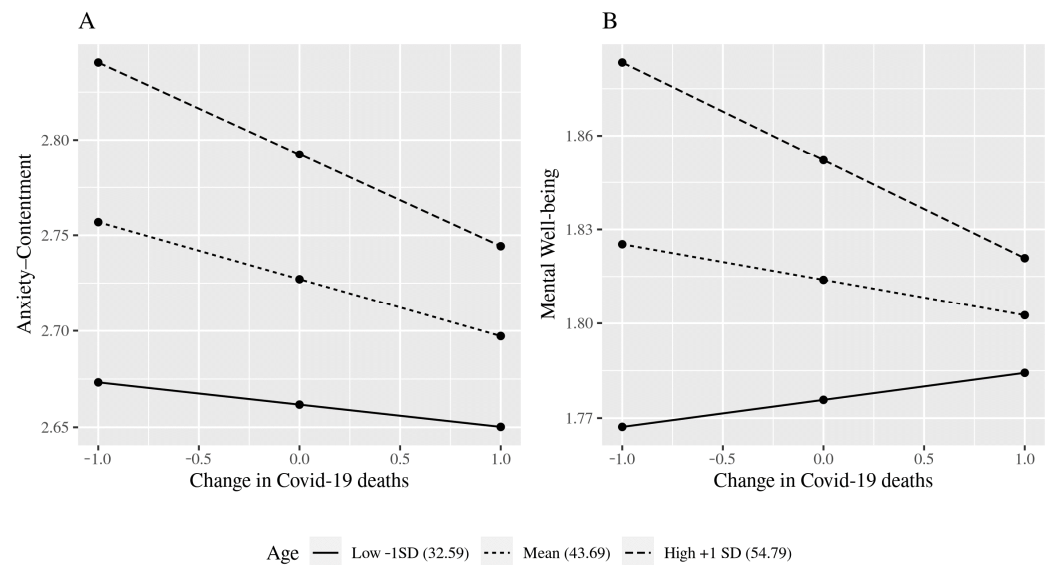 A
Anxiety–Contentment
2.80
2.75
2.70
2.65
-1.0 -0.5 0.0 0.5 1.0
Change in Covid-19 deaths
B
Mental Well-being
1.86
1.83
1.80
1.77
-1.0 -0.5 0.0 0.5 1.0
Change in Covid-19 deaths
Age Low -1SD (32.59) Mean (43.69) High +1 SD (54.79)